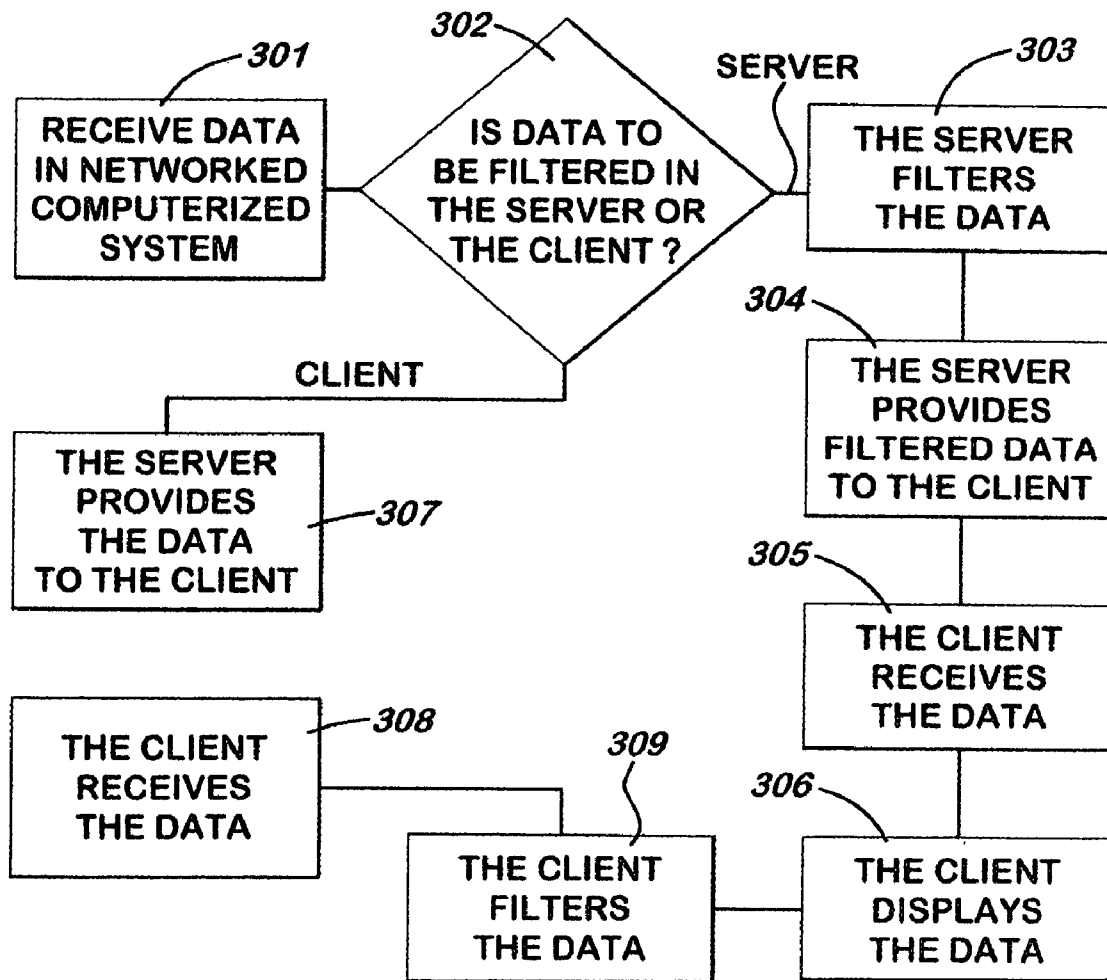 301
RECEIVE DATA
IN NETWORKED
COMPUTERIZED
SYSTEM
302
IS DATA TO
BE FILTERED IN
THE SERVER OR
THE CLIENT ?
SERVER
303
THE SERVER
FILTERS
THE DATA
304
THE SERVER
PROVIDES
FILTERED DATA
TO THE CLIENT
CLIENT
THE SERVER
PROVIDES
THE DATA
TO THE CLIENT
307
305
THE CLIENT
RECEIVES
THE DATA
308
THE CLIENT
RECEIVES
THE DATA
309
THE CLIENT
FILTERS
THE DATA
306
THE CLIENT
DISPLAYS
THE DATA